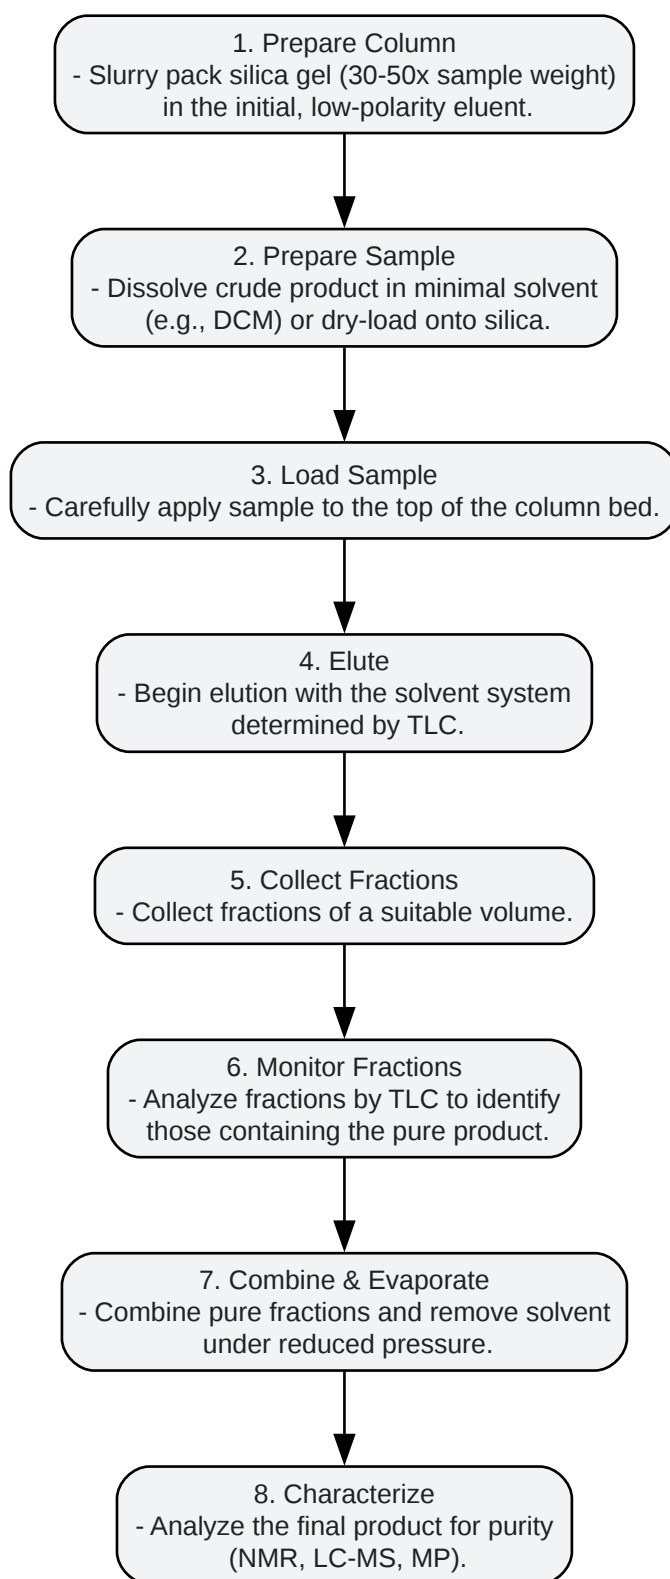 1. Prepare Column
- Slurry pack silica gel (30-50x sample weight)
in the initial, low-polarity eluent.
2. Prepare Sample
- Dissolve crude product in minimal solvent
(e.g., DCM) or dry-load onto silica.
3. Load Sample
- Carefully apply sample to the top of the column bed.
4. Elute
- Begin elution with the solvent system
determined by TLC.
5. Collect Fractions
- Collect fractions of a suitable volume.
6. Monitor Fractions
- Analyze fractions by TLC to identify
those containing the pure product.
7. Combine & Evaporate
- Combine pure fractions and remove solvent
under reduced pressure.
8. Characterize
- Analyze the final product for purity
(NMR, LC-MS, MP).